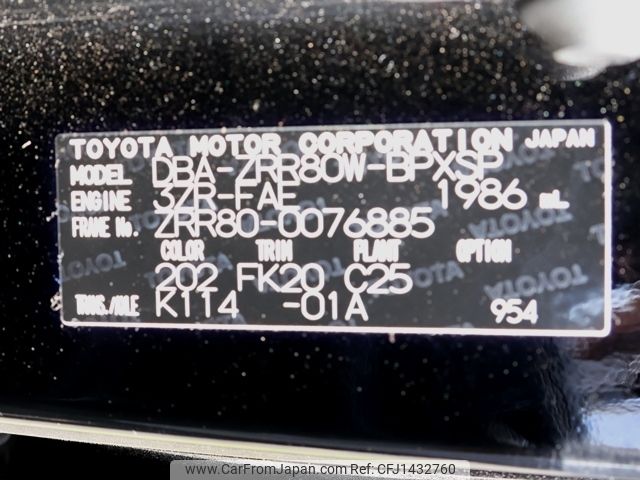 TOYOTA MOTOR CORPORATION JAPAN
MODEL DBA-ZRR80W-BPXSP
ENGINE 3ZR-FAE 1986 mL
FRAME No. ZRR80-0076885
COLOR TRIM PLANT OPTION
202 FK20 C25
TRANS./AXLE K114 -01A 954
www.CarFromJapan.com Ref.No: CFJ1432760